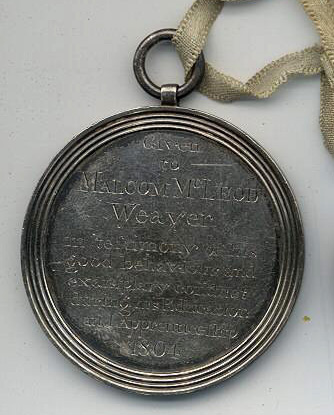 Given
to
MALCOM McLEOD
Weaver
in testimony of his
good behaviour and
exemplary conduct
during his Education
and Apprenticeship
1801